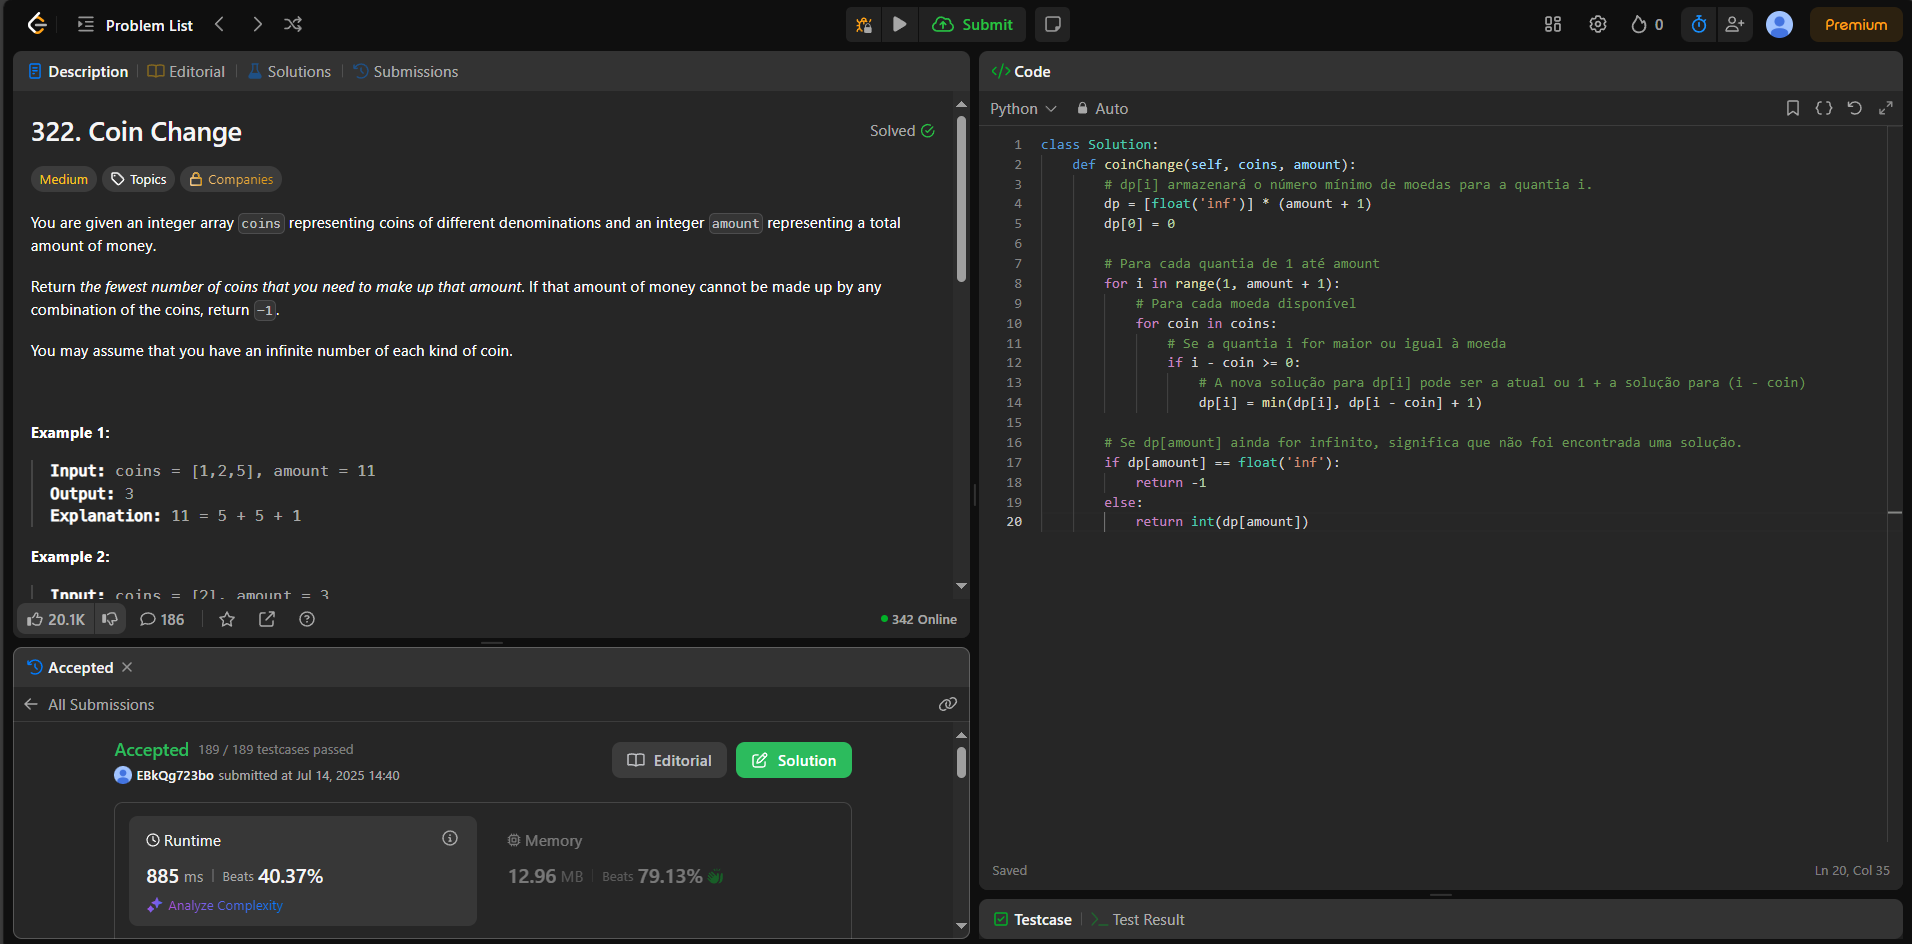 Problem List
Submit
0
Premium
Description
Editorial
Solutions
Submissions
322. Coin Change
Solved
Medium
Topics
Companies
You are given an integer array coins representing coins of different denominations and an integer amount representing a total
amount of money.
Return the fewest number of coins that you need to make up that amount. If that amount of money cannot be made up by any
combination of the coins, return -1.
You may assume that you have an infinite number of each kind of coin.
Example 1:
Input: coins = [1,2,5], amount = 11
Output: 3
Explanation: 11 = 5 + 5 + 1
Example 2:
Input: coins = [2], amount = 3
20.1K
186
342 Online
Accepted
All Submissions
Accepted 189 / 189 testcases passed
EBkQg723bo submitted at Jul 14, 2025 14:40
Editorial
Solution
Runtime
885 ms | Beats 40.37%
Analyze Complexity
Memory
12.96 MB | Beats 79.13%
</> Code
Python
Auto
1 class Solution:
2 def coinChange(self, coins, amount):
3 # dp[i] armazenará o número mínimo de moedas para a quantia i.
4 dp = [float('inf')] * (amount + 1)
5 dp[0] = 0
6
7 # Para cada quantia de 1 até amount
8 for i in range(1, amount + 1):
9 # Para cada moeda disponível
10 for coin in coins:
11 # Se a quantia i for maior ou igual à moeda
12 if i - coin >= 0:
13 # A nova solução para dp[i] pode ser a atual ou 1 + a solução para (i - coin)
14 dp[i] = min(dp[i], dp[i - coin] + 1)
15
16 # Se dp[amount] ainda for infinito, significa que não foi encontrada uma solução.
17 if dp[amount] == float('inf'):
18 return -1
19 else:
20 return int(dp[amount])
Saved
Ln 20, Col 35
Testcase
Test Result